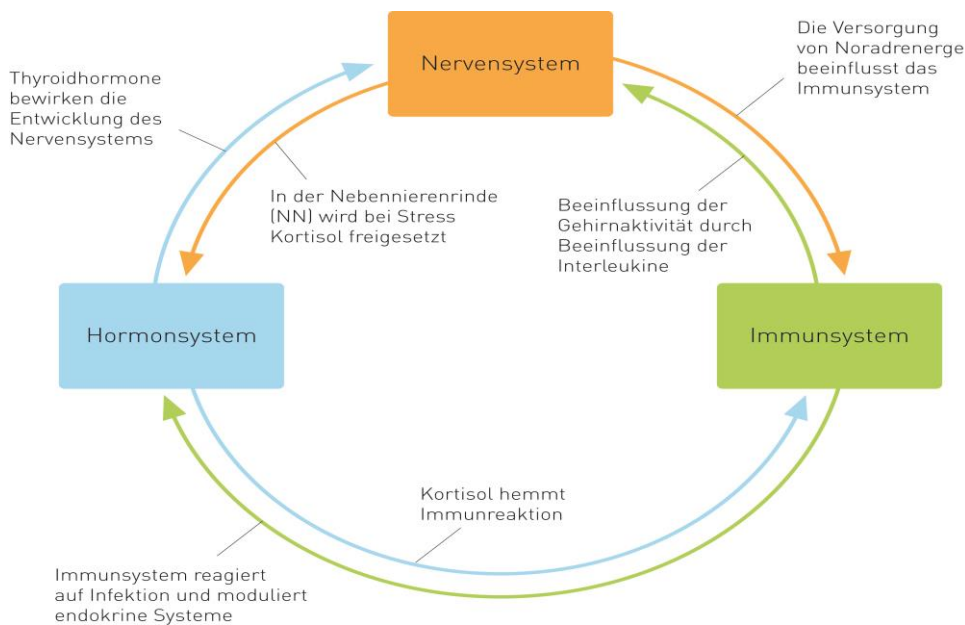 Nervensystem
Die Versorgung
von Noradrenerge
beeinflusst das
Immunsystem
Thyroidhormone
bewirken die
Entwicklung des
Nervensystems
In der Nebennierenrinde
(NN) wird bei Stress
Kortisol freigesetzt
Beeinflussung der
Gehirnaktivität durch
Beeinflussung der
Interleukine
Hormonsystem
Immunsystem
Kortisol hemmt
Immunreaktion
Immunsystem reagiert
auf Infektion und moduliert
endokrine Systeme